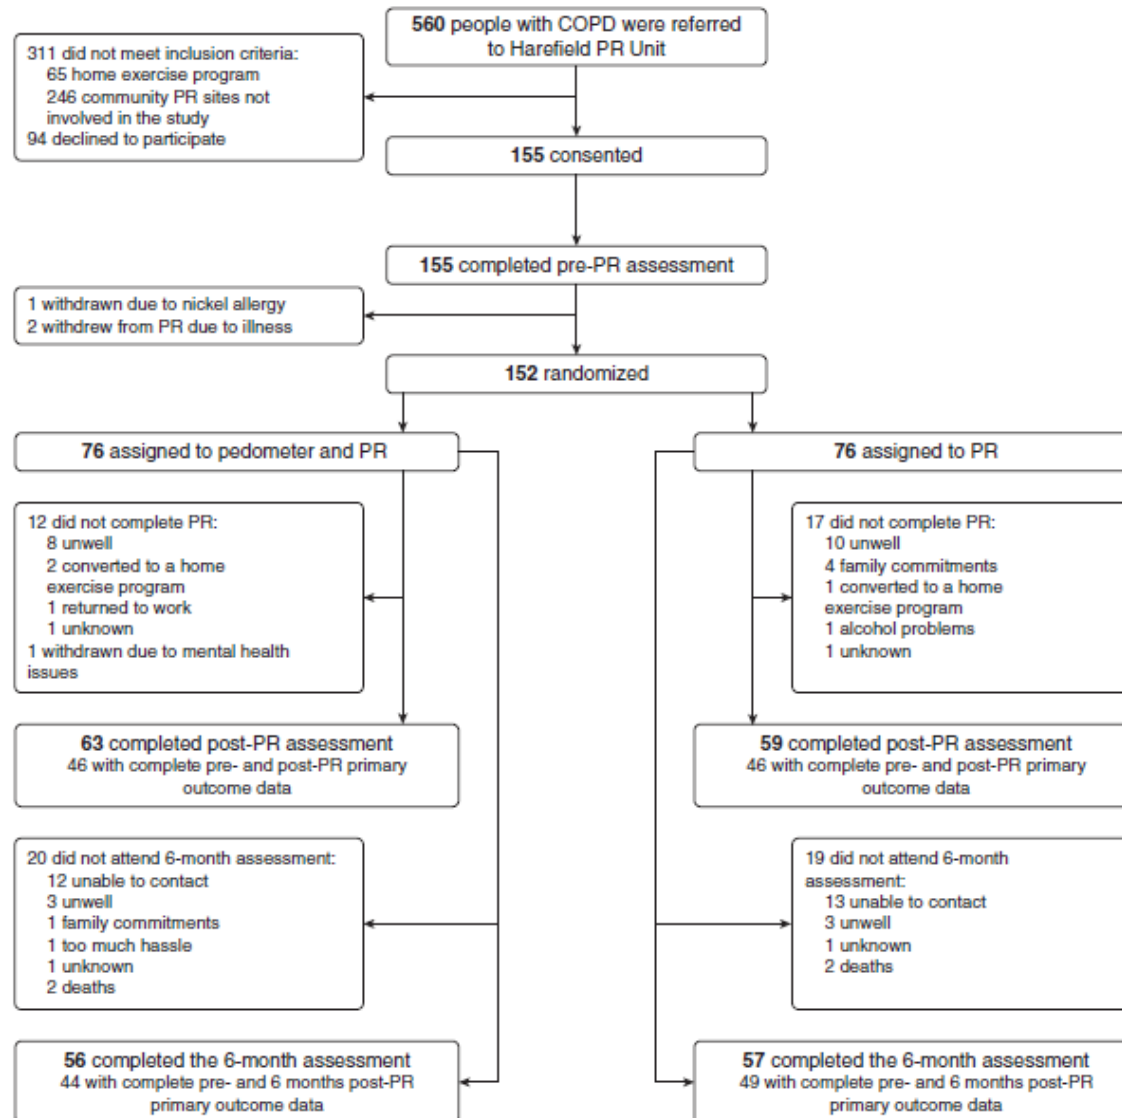 560 people with COPD were referred
to Harefield PR Unit
311 did not meet inclusion criteria:
65 home exercise program
246 community PR sites not
involved in the study
94 declined to participate
155 consented
155 completed pre-PR assessment
1 withdrawn due to nickel allergy
2 withdrew from PR due to illness
152 randomized
76 assigned to pedometer and PR
12 did not complete PR:
8 unwell
2 converted to a home
exercise program
1 returned to work
1 unknown
1 withdrawn due to mental health
issues
63 completed post-PR assessment
46 with complete pre- and post-PR primary
outcome data
20 did not attend 6-month assessment:
12 unable to contact
3 unwell
1 family commitments
1 too much hassle
1 unknown
2 deaths
56 completed the 6-month assessment
44 with complete pre- and 6 months post-PR
primary outcome data
76 assigned to PR
17 did not complete PR:
10 unwell
4 family commitments
1 converted to a home
exercise program
1 alcohol problems
1 unknown
59 completed post-PR assessment
46 with complete pre- and post-PR primary
outcome data
19 did not attend 6-month
assessment:
13 unable to contact
3 unwell
1 unknown
2 deaths
57 completed the 6-month assessment
49 with complete pre- and 6 months post-PR
primary outcome data